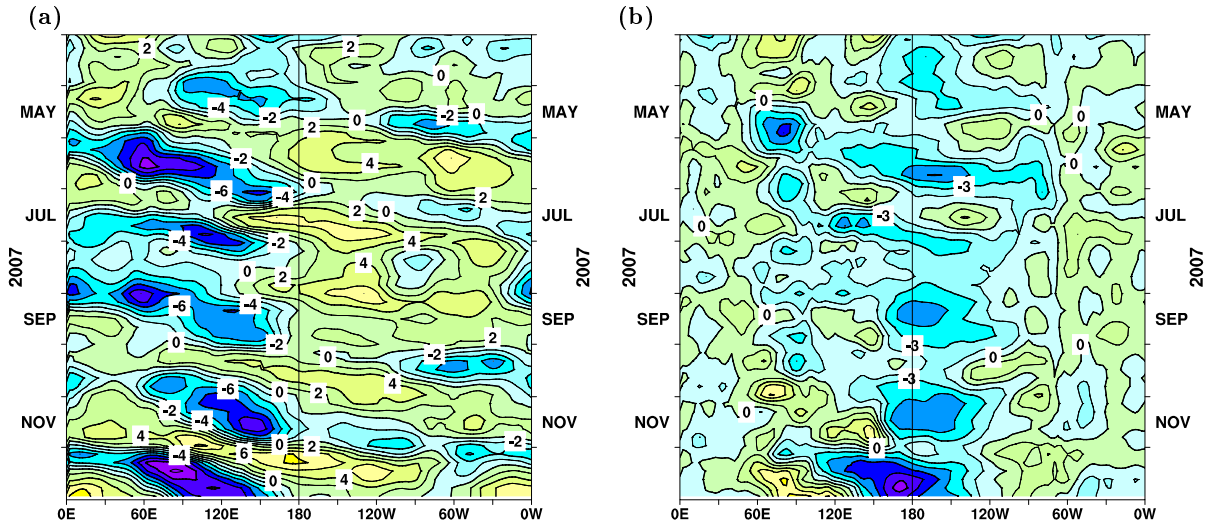 (a) (b)
2 -2 0
-4 -2 -2 0 0
MAY 2 0 MAY MAY 0 0 MAY
-2 4 0
0 -6 -4 0 2 -3
JUL 2 0 JUL JUL 0 -3 JUL
-4 -2 4
2007 0 2 4 2007 2007 2007
-6 -4
SEP SEP SEP 0 SEP
0 -2 0 -2 2 -3 0 0
-6 0 2 4 -3
NOV -2 -4 NOV NOV 0 NOV
4 -4 6 0 2 -2 0
0 4
0E 60E 120E 180 120W 60W 0W 0E 60E 120E 180 120W 60W 0W